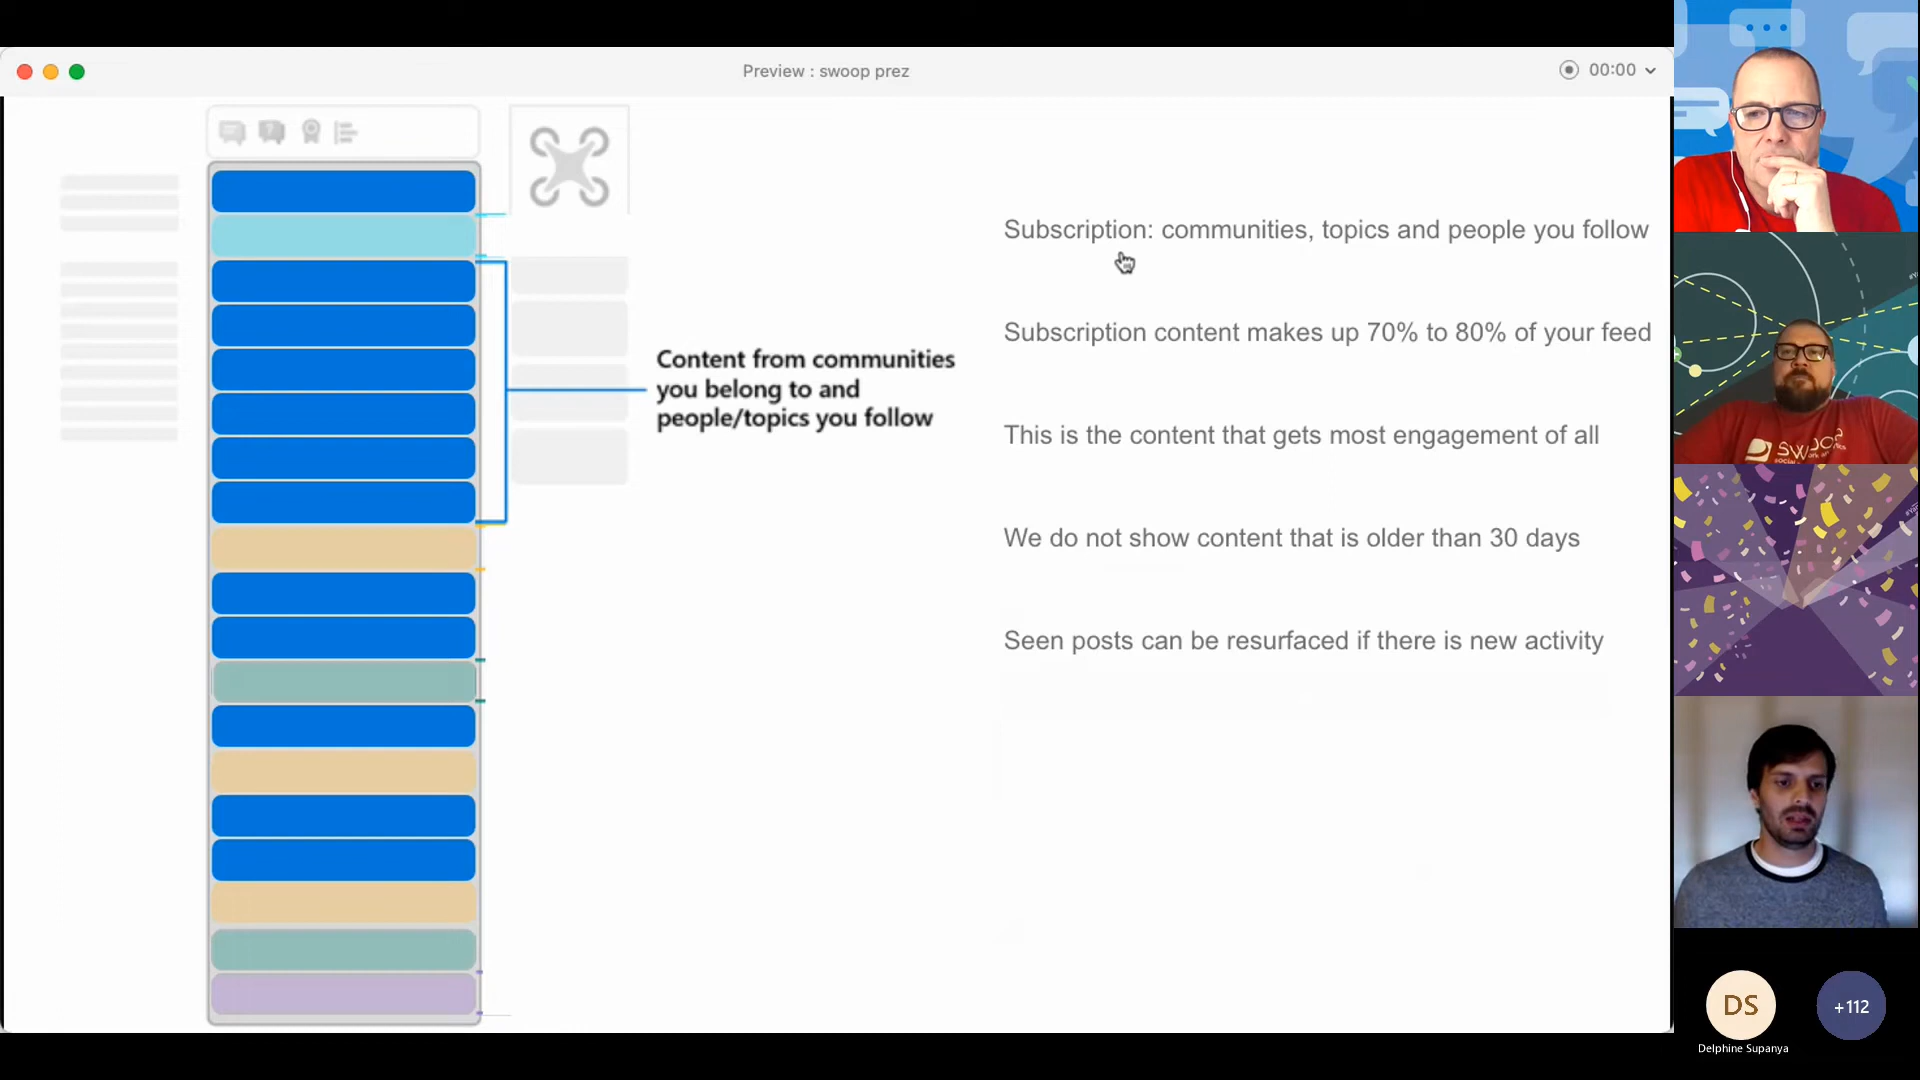 Preview : swoop prez
00:00
Subscription: communities, topics and people you follow
Subscription content makes up 70% to 80% of your feed
Content from communities
you belong to and
people/topics you follow
This is the content that gets most engagement of all
We do not show content that is older than 30 days
Seen posts can be resurfaced if there is new activity
DS
+112
Delphine Supanya